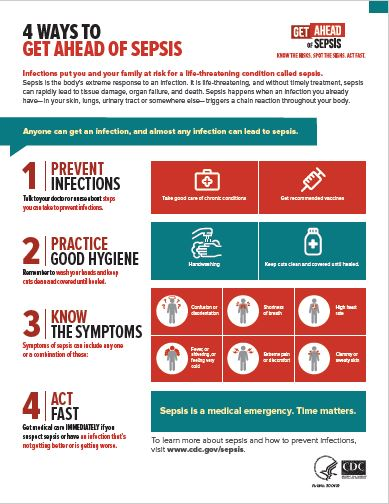 4 WAYS TO
GET AHEAD OF SEPSIS
GET AHEAD
OF SEPSIS
KNOW THE RISKS. SPOT THE SIGNS. ACT FAST.
Infections put you and your family at risk for a life-threatening condition called sepsis.
Sepsis is the body's extreme response to an infection. It is life-threatening, and without timely treatment, sepsis
can rapidly lead to tissue damage, organ failure, and death. Sepsis happens when an infection you already
have—in your skin, lungs, urinary tract or somewhere else—triggers a chain reaction throughout your body.
Anyone can get an infection, and almost any infection can lead to sepsis.
1 PREVENT
INFECTIONS
Talk to your doctor or nurse about steps
you can take to prevent infections.
Take good care of chronic conditions
Get recommended vaccines
2 PRACTICE
GOOD HYGIENE
Remember to wash your hands and keep
cuts clean and covered until healed.
Handwashing
Keep cuts clean and covered until healed.
3 KNOW
THE SYMPTOMS
Symptoms of sepsis can include any one
or a combination of these:
Confusion or
disorientation
Shortness
of breath
High heart
rate
Fever, or
shivering, or
feeling very
cold
Extreme pain
or discomfort
Clammy or
sweaty skin
4 ACT
FAST
Get medical care IMMEDIATELY if you
suspect sepsis or have an infection that's
not getting better or is getting worse.
Sepsis is a medical emergency. Time matters.
To learn more about sepsis and how to prevent infections,
visit www.cdc.gov/sepsis.
CDC